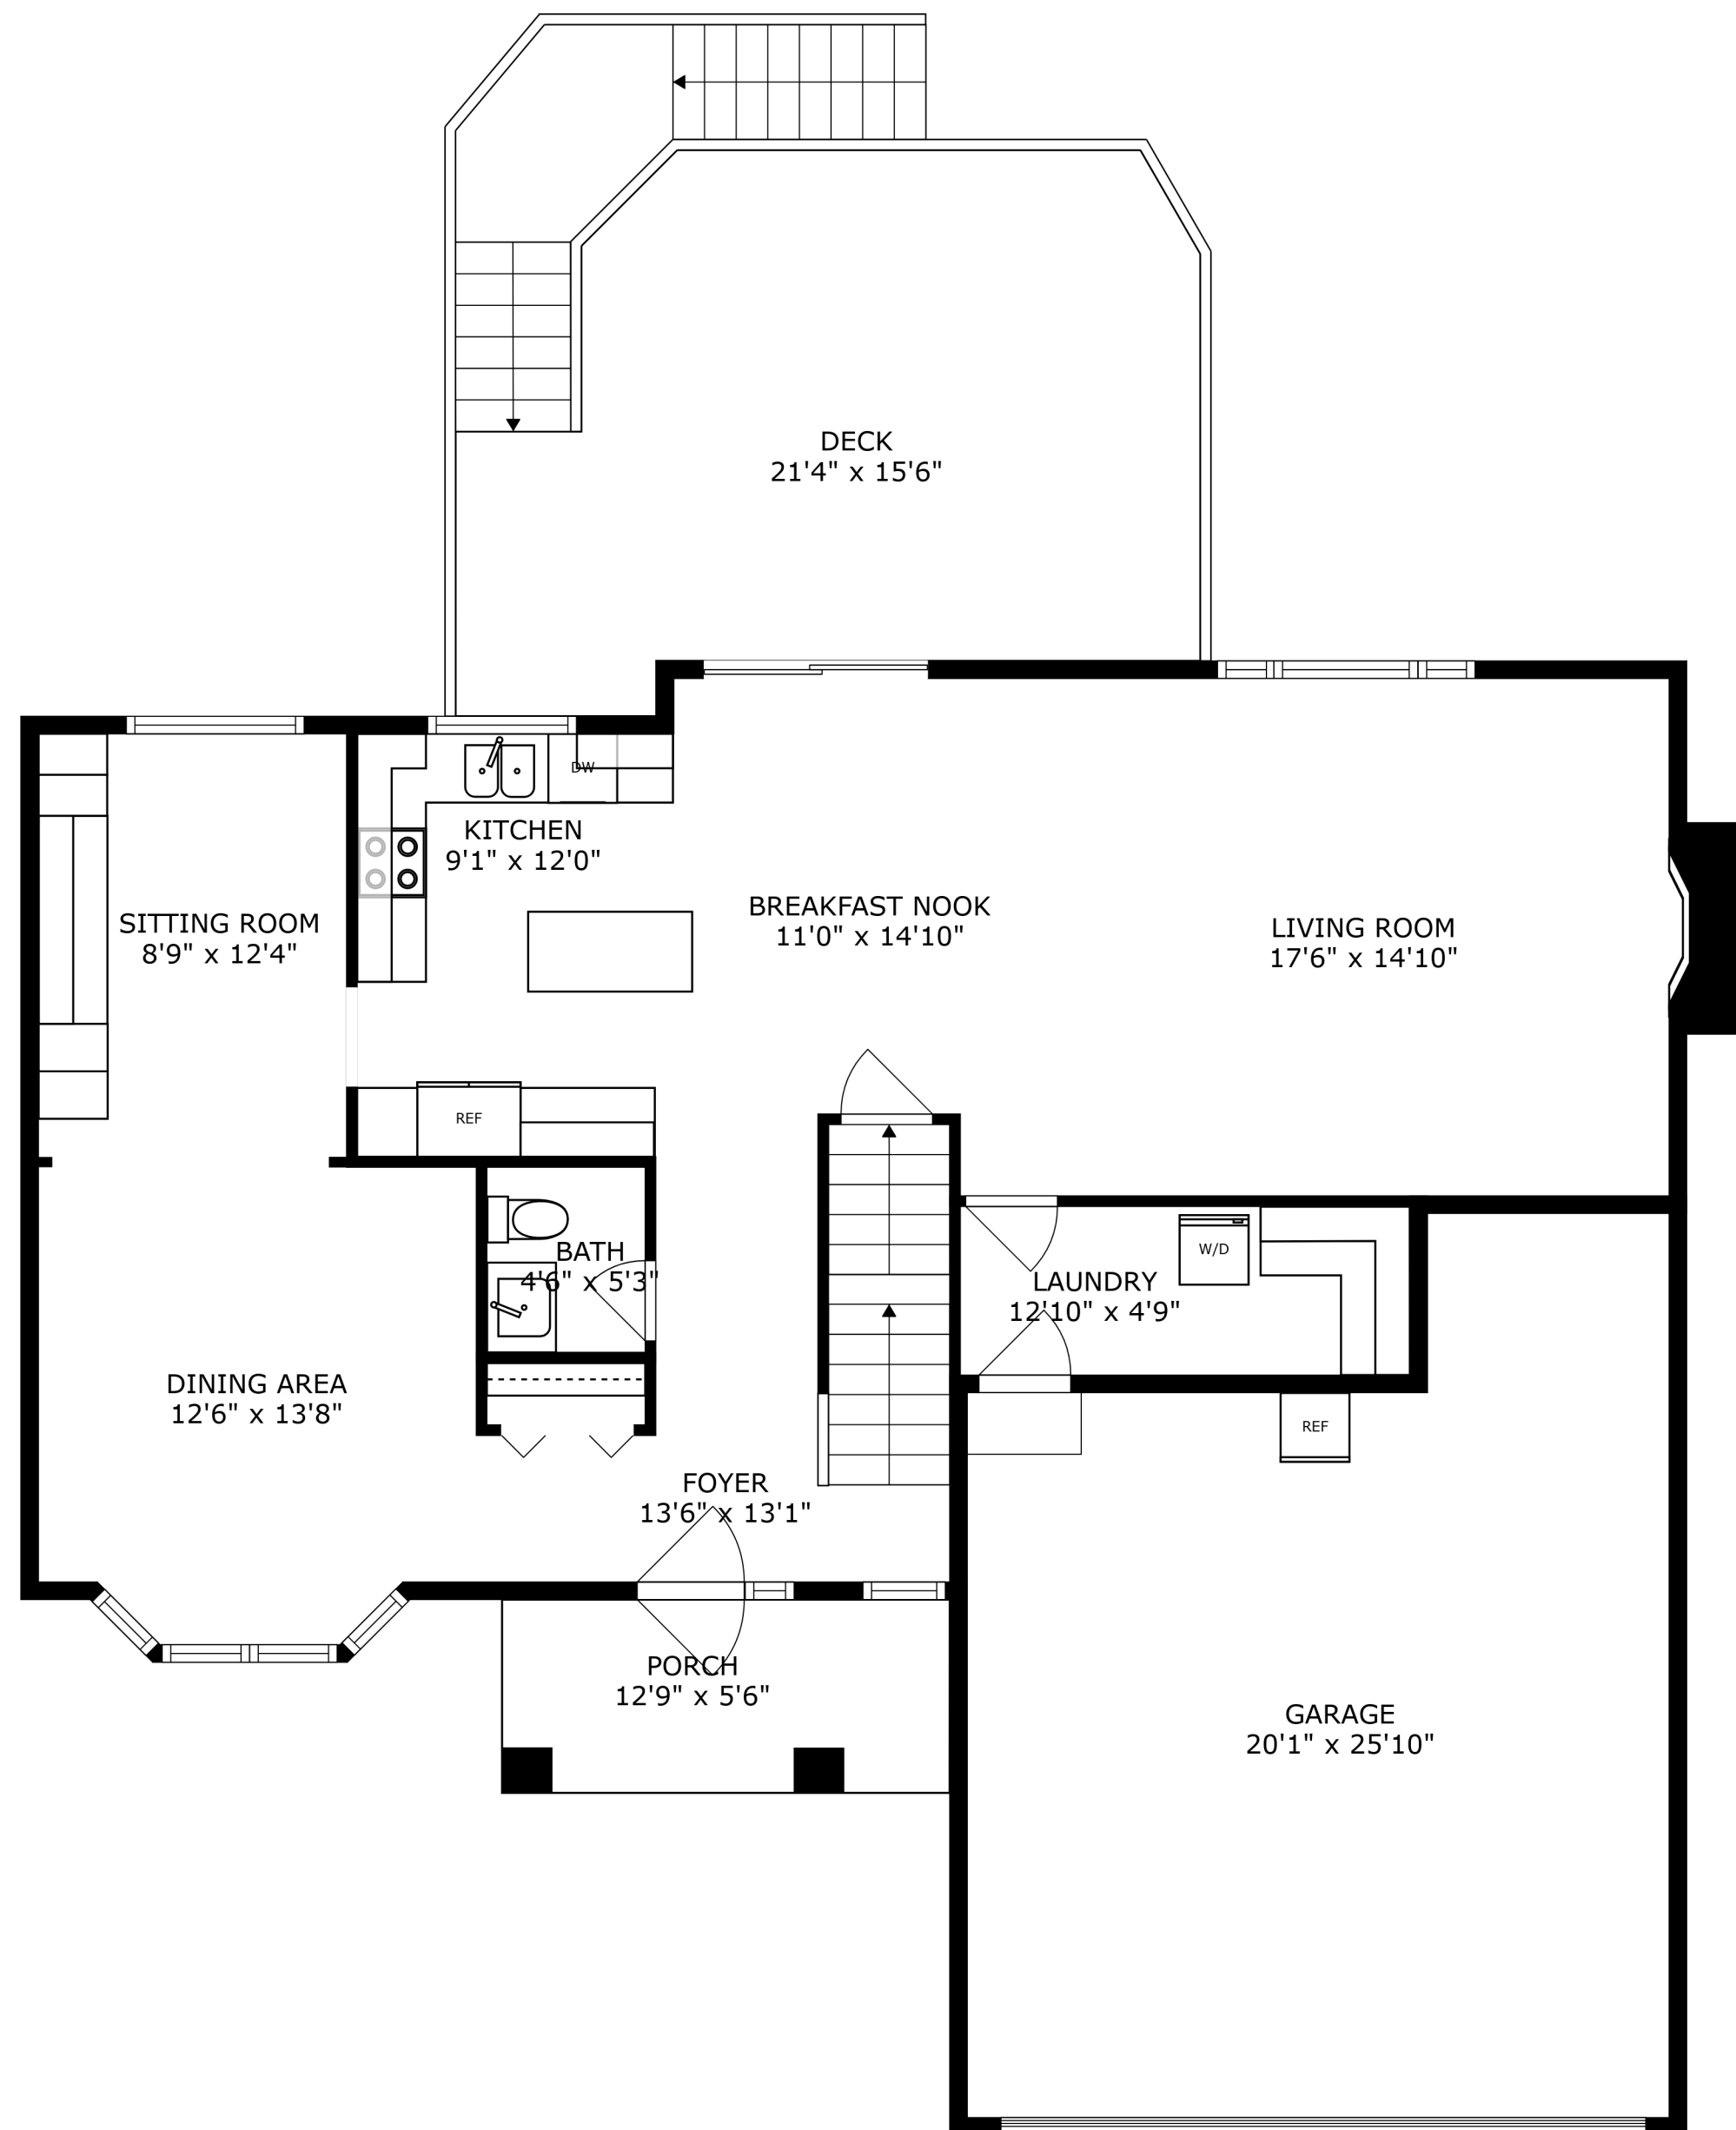 DECK
21'4" x 15'6"
DW
KITCHEN
9'1" x 12'0"
BREAKFAST NOOK
11'0" x 14'10"
SITTING ROOM
8'9" x 12'4"
LIVING ROOM
17'6" x 14'10"
REF
BATH
4'6" x 5'3"
W/D
LAUNDRY
12'10" x 4'9"
DINING AREA
12'6" x 13'8"
REF
FOYER
13'6" x 13'1"
PORCH
12'9" x 5'6"
GARAGE
20'1" x 25'10"